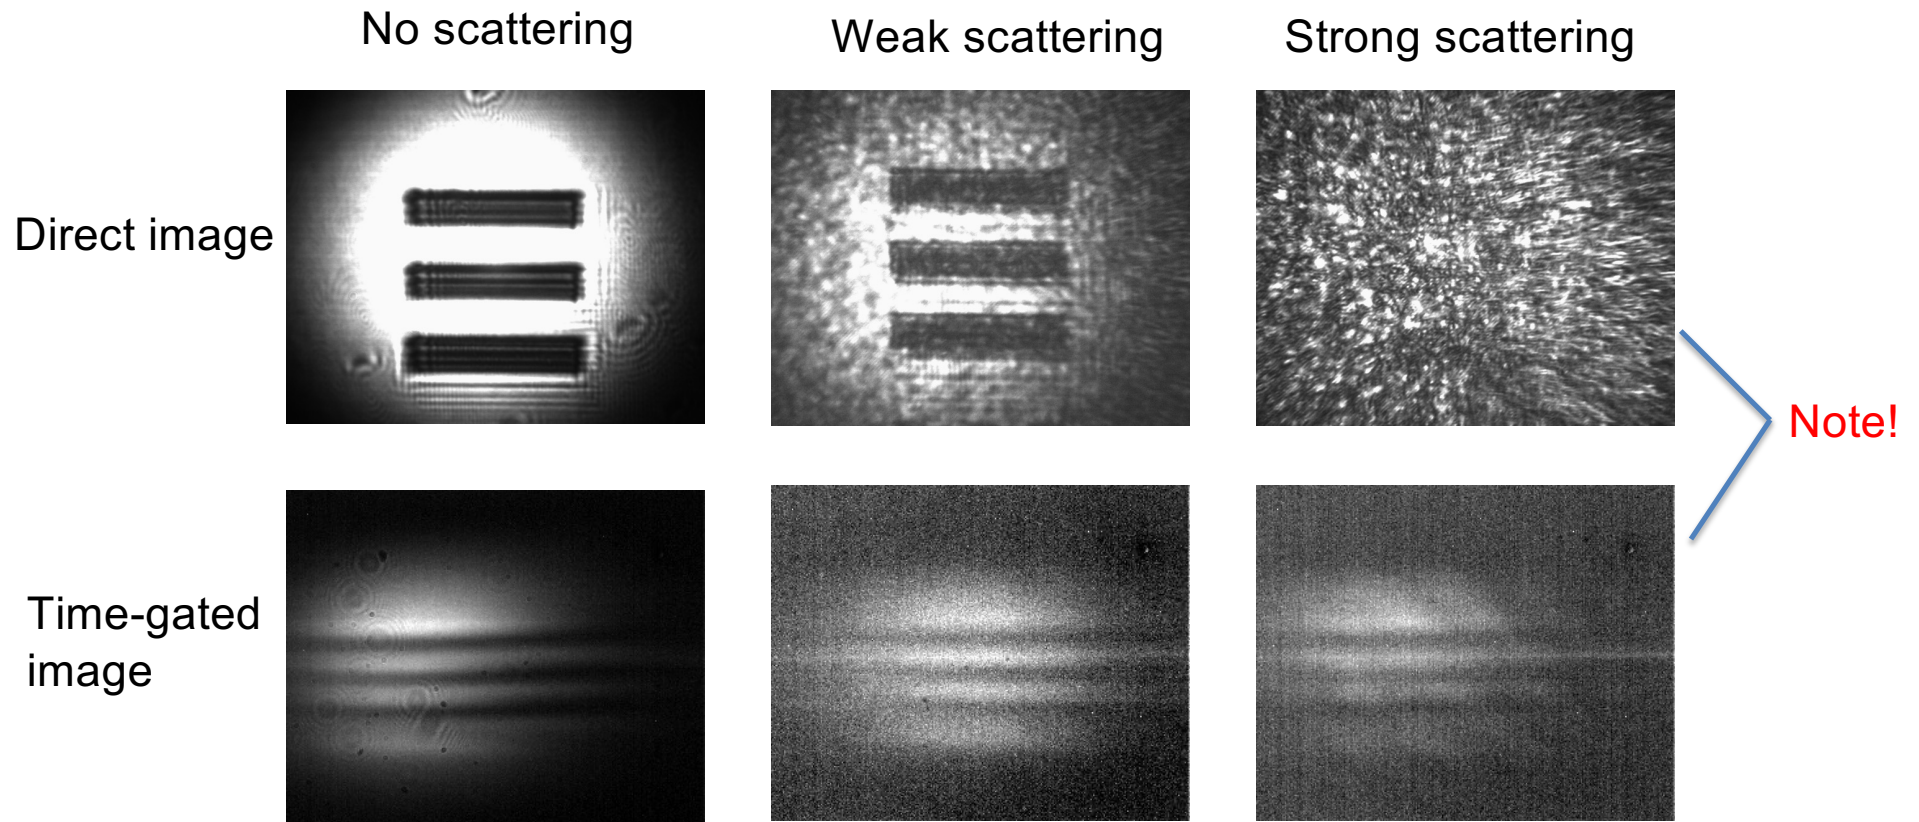 No scattering
Weak scattering
Strong scattering
Direct image
Note!
Time-gated
image